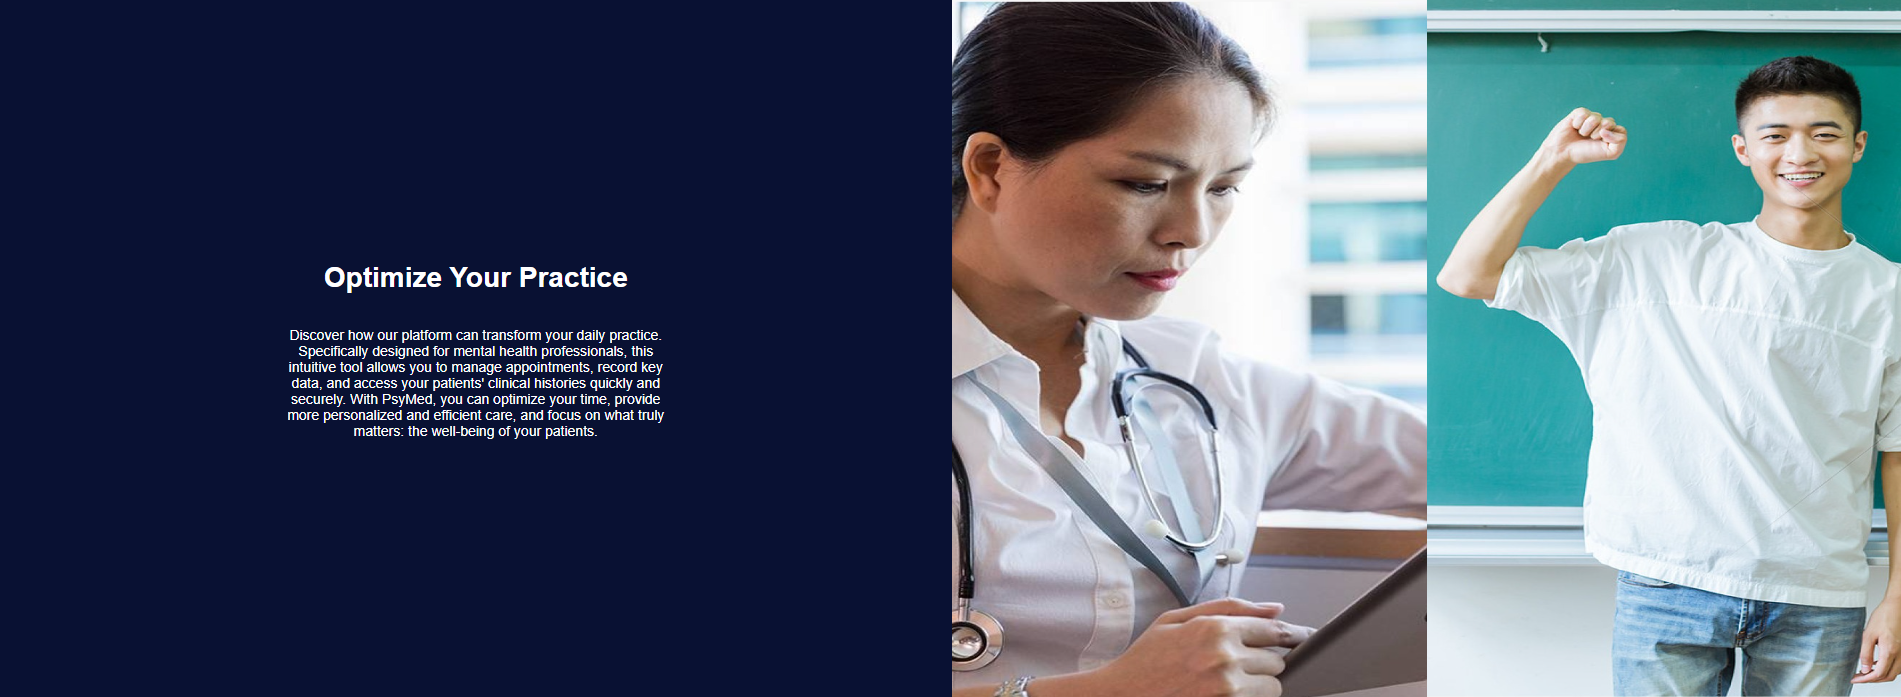 Optimize Your Practice
Discover how our platform can transform your daily practice.
Specifically designed for mental health professionals, this
intuitive tool allows you to manage appointments, record key
data, and access your patients' clinical histories quickly and
securely. With PsyMed, you can optimize your time, provide
more personalized and efficient care, and focus on what truly
matters: the well-being of your patients.